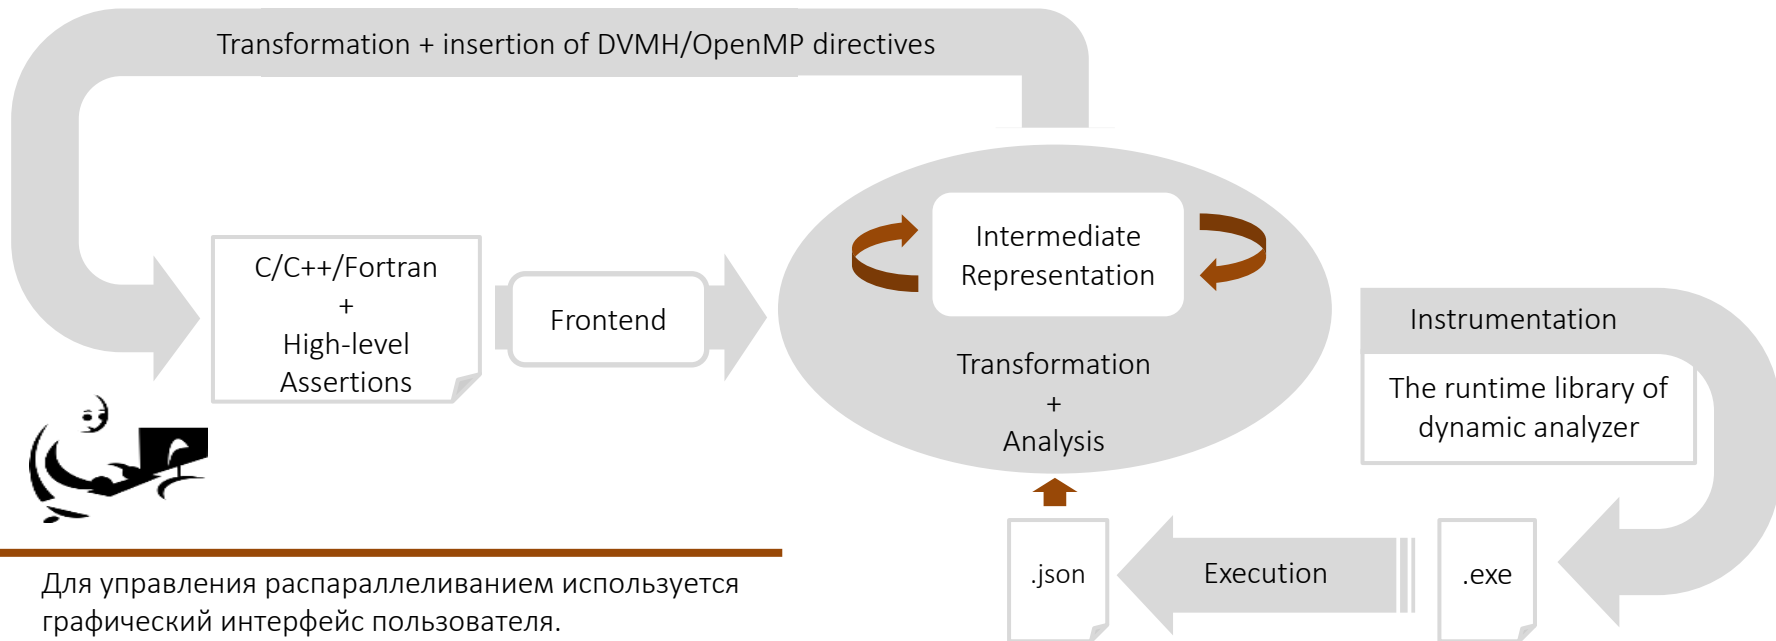 Transformation + insertion of DVMH/OpenMP directives
C/C++/Fortran
+
High-level
Assertions
Frontend
Intermediate
Representation
Transformation
+
Analysis
Instrumentation
The runtime library of
dynamic analyzer
.json
Execution
.exe
Для управления распараллеливанием используется
графический интерфейс пользователя.